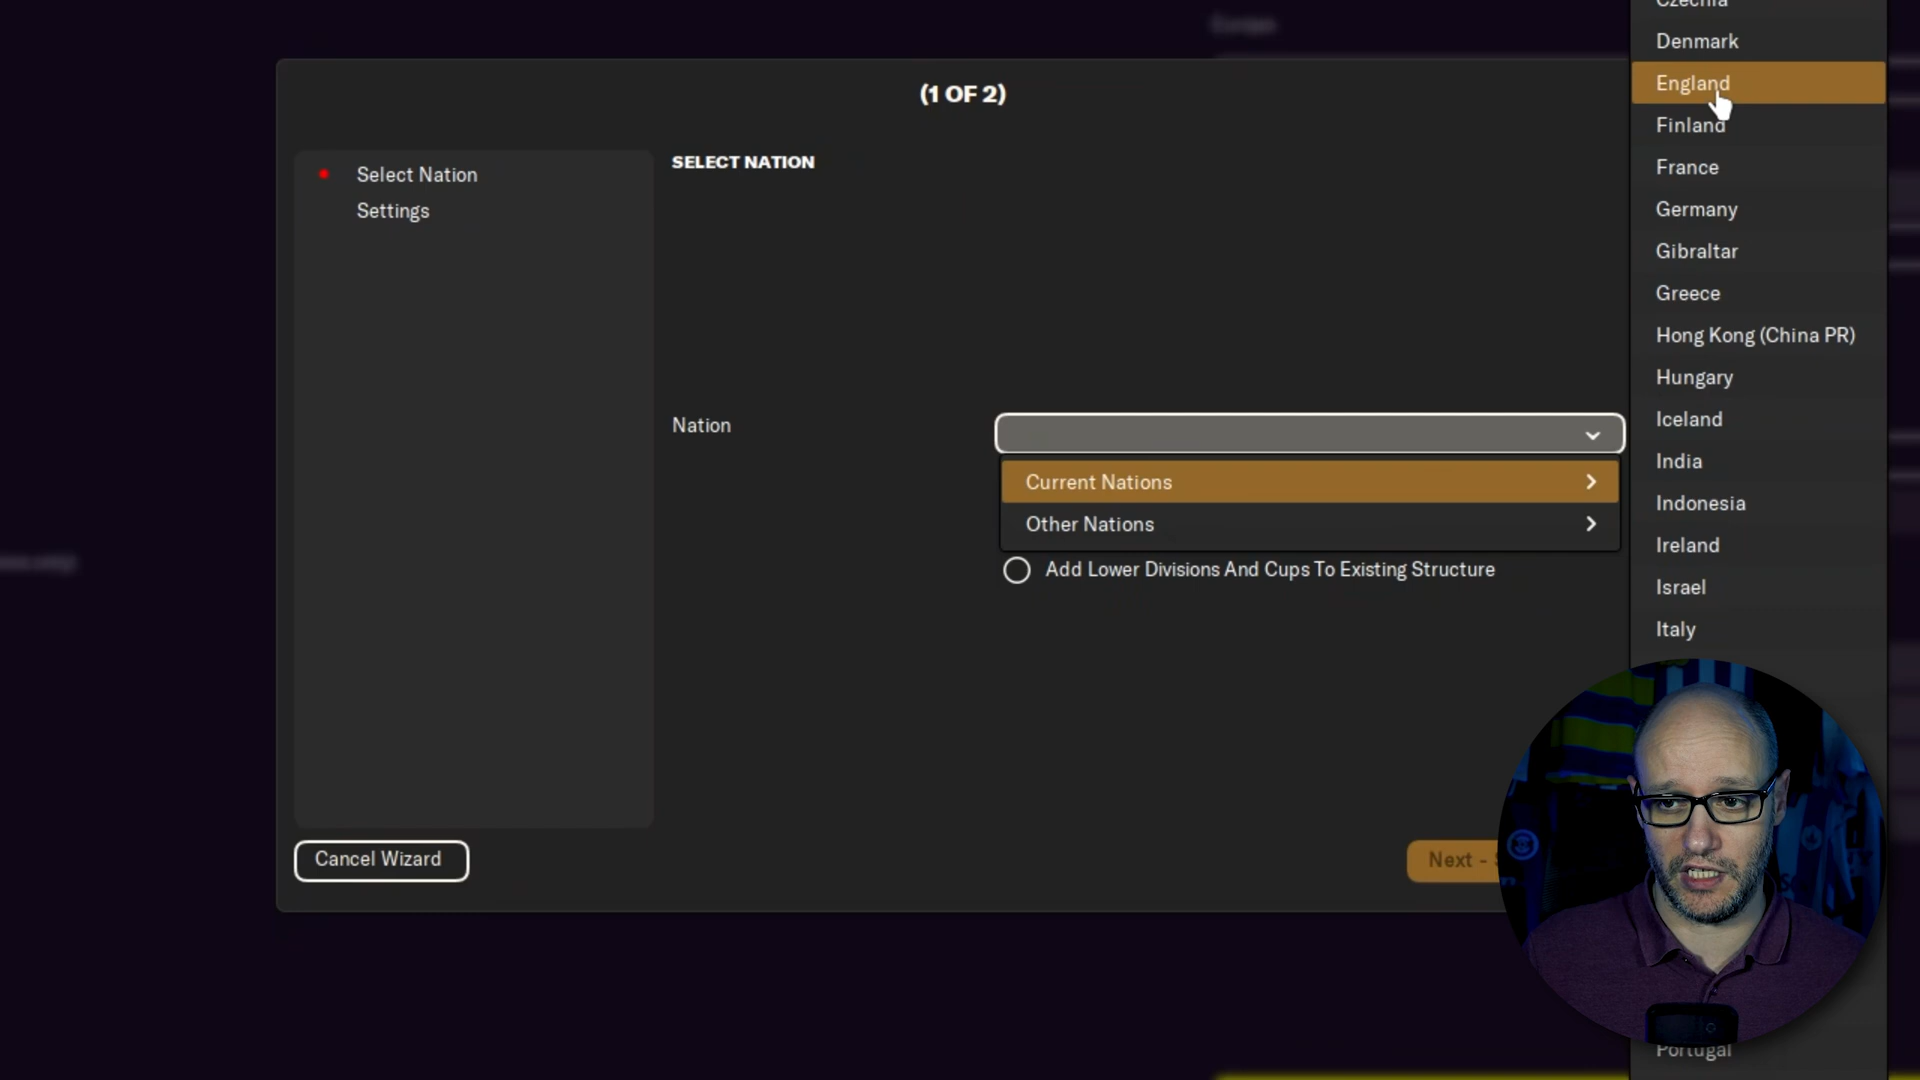 (1 OF 2)
Select Nation
Settings
SELECT NATION
Nation
Current Nations
Other Nations
Add Lower Divisions And Cups To Existing Structure
Cancel Wizard
Next -
Czechia
Denmark
England
Finland
France
Germany
Gibraltar
Greece
Hong Kong (China PR)
Hungary
Iceland
India
Indonesia
Ireland
Israel
Italy
Portugal